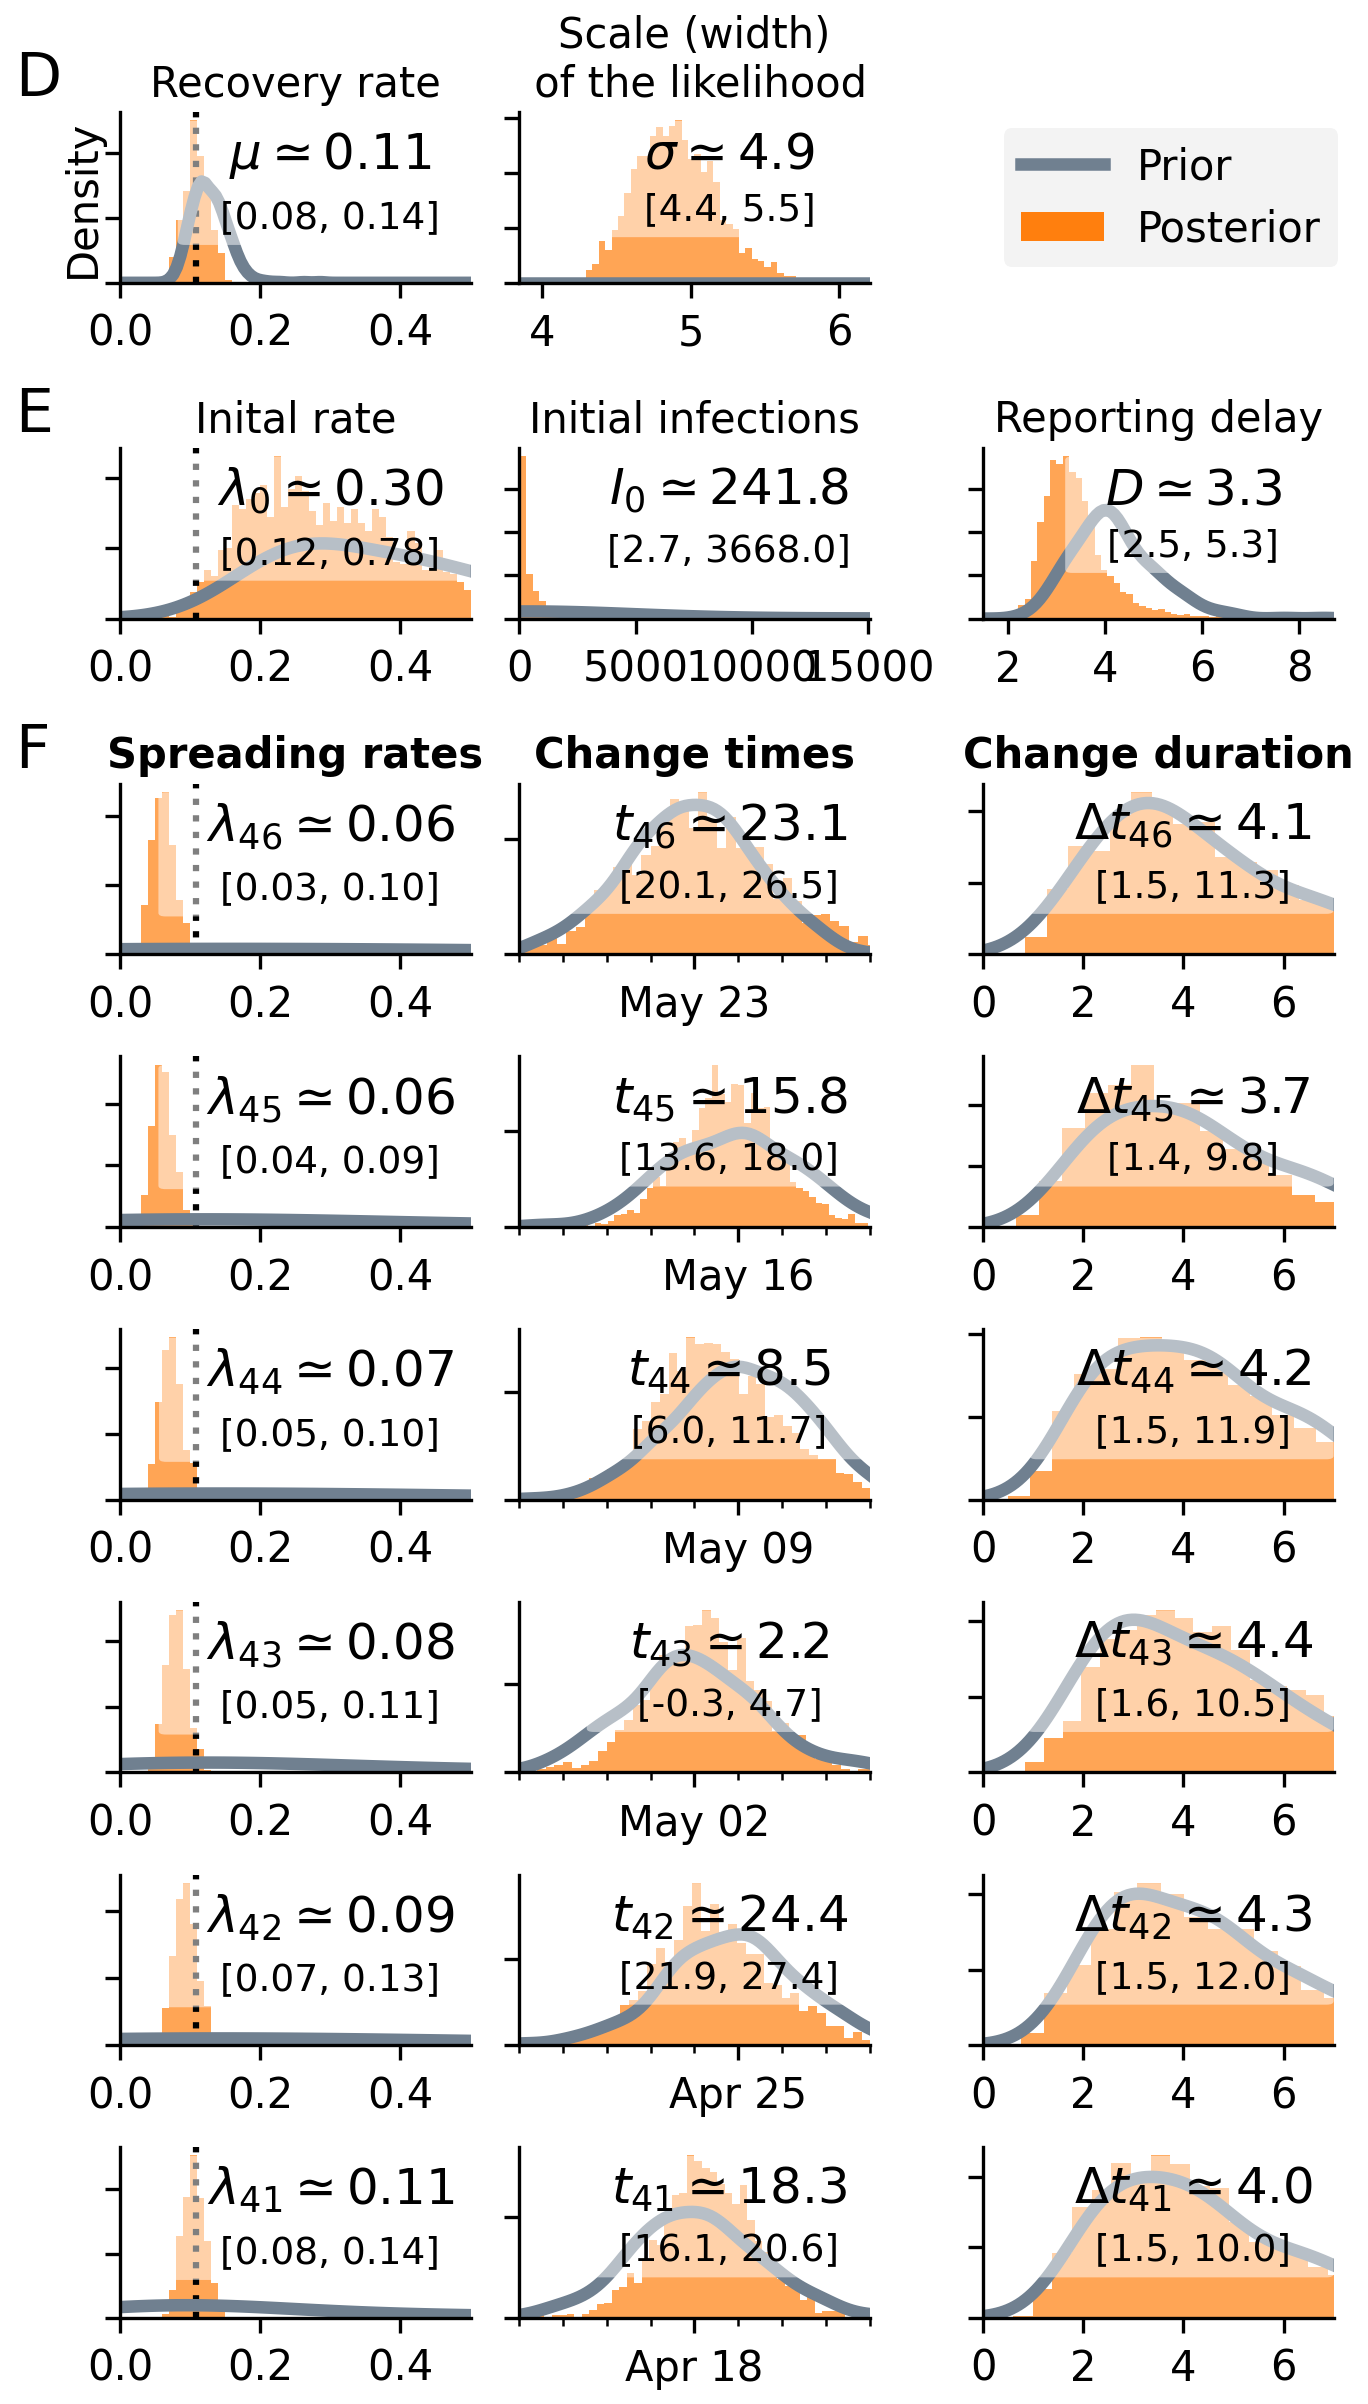 D
Recovery rate
Scale (width)
of the likelihood
Density
μ ≃ 0.11
[0.08, 0.14]
0.0 0.2 0.4
σ ≃ 4.9
[4.4, 5.5]
4 5 6
Prior
Posterior
E
Inital rate
λ0 ≃ 0.30
[0.12, 0.78]
0.0 0.2 0.4
Initial infections
I0 ≃ 241.8
[2.7, 3668.0]
0 5000 10000 15000
Reporting delay
D ≃ 3.3
[2.5, 5.3]
2 4 6 8
F
Spreading rates
Change times
Change duration
λ46 ≃ 0.06
[0.03, 0.10]
0.0 0.2 0.4
t46 ≃ 23.1
[20.1, 26.5]
May 23
Δt46 ≃ 4.1
[1.5, 11.3]
0 2 4 6
λ45 ≃ 0.06
[0.04, 0.09]
0.0 0.2 0.4
t45 ≃ 15.8
[13.6, 18.0]
May 16
Δt45 ≃ 3.7
[1.4, 9.8]
0 2 4 6
λ44 ≃ 0.07
[0.05, 0.10]
0.0 0.2 0.4
t44 ≃ 8.5
[6.0, 11.7]
May 09
Δt44 ≃ 4.2
[1.5, 11.9]
0 2 4 6
λ43 ≃ 0.08
[0.05, 0.11]
0.0 0.2 0.4
t43 ≃ 2.2
[-0.3, 4.7]
May 02
Δt43 ≃ 4.4
[1.6, 10.5]
0 2 4 6
λ42 ≃ 0.09
[0.07, 0.13]
0.0 0.2 0.4
t42 ≃ 24.4
[21.9, 27.4]
Apr 25
Δt42 ≃ 4.3
[1.5, 12.0]
0 2 4 6
λ41 ≃ 0.11
[0.08, 0.14]
0.0 0.2 0.4
t41 ≃ 18.3
[16.1, 20.6]
Apr 18
Δt41 ≃ 4.0
[1.5, 10.0]
0 2 4 6